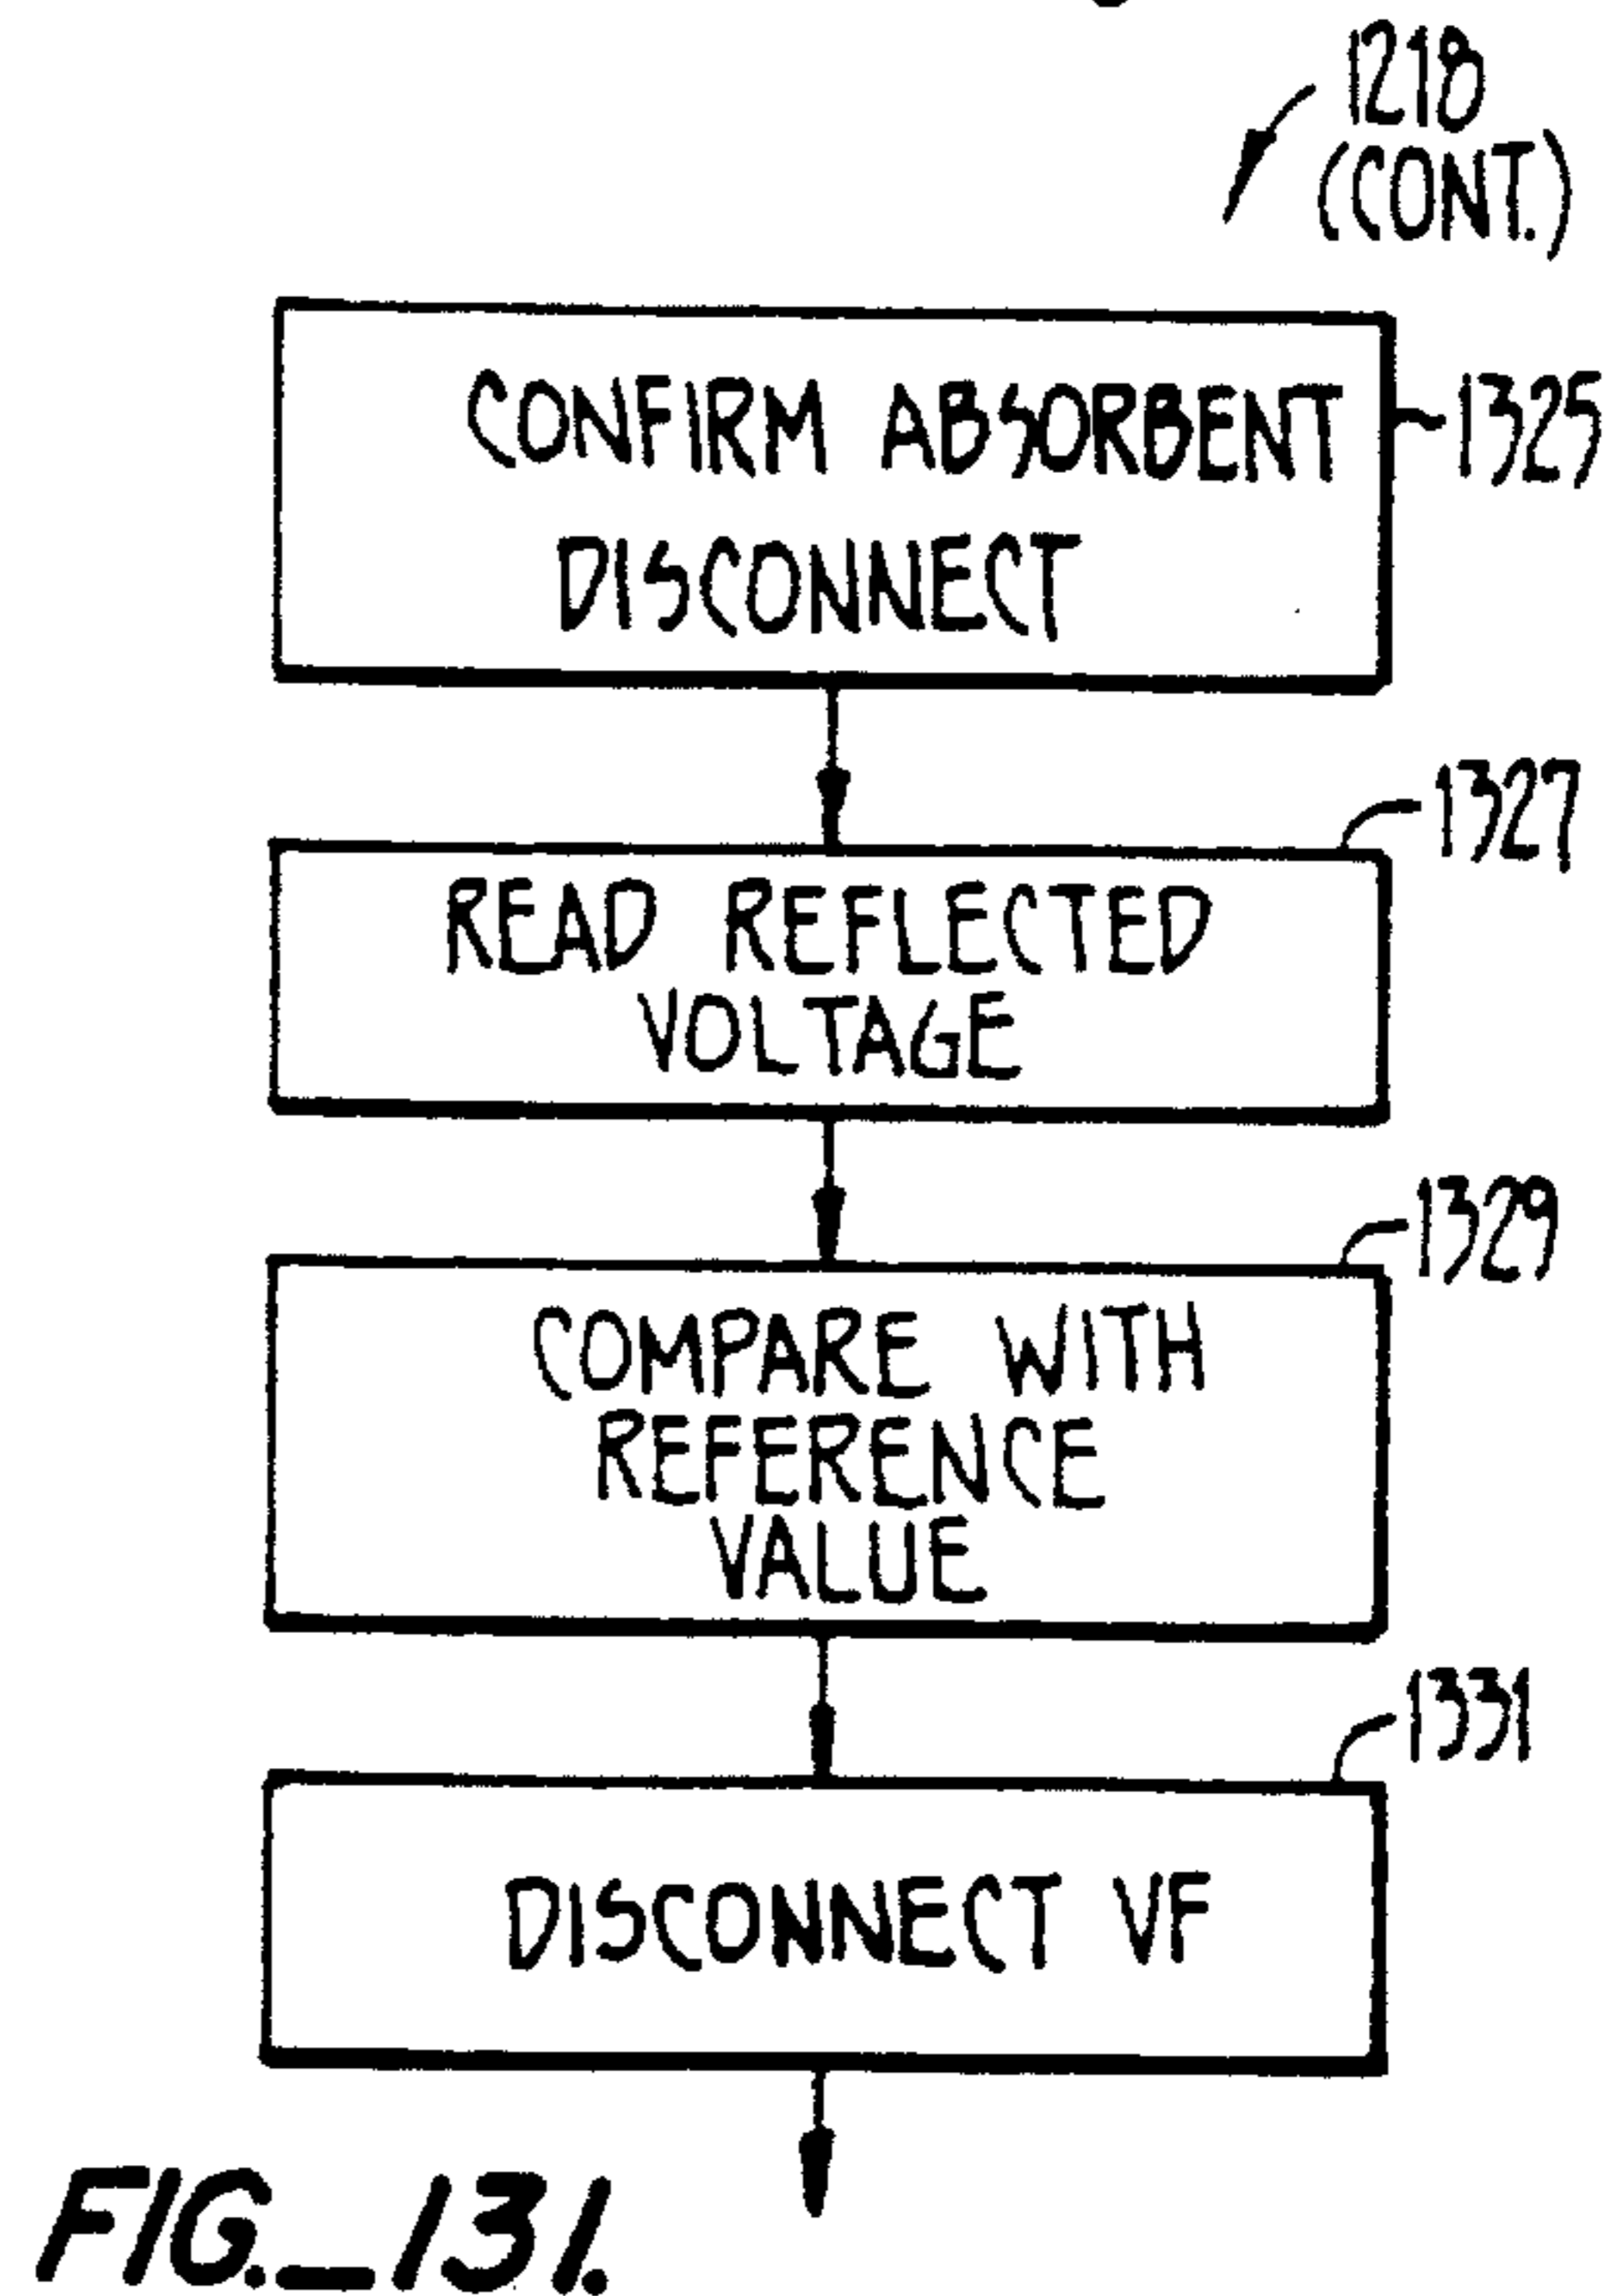 1218
(CONT.)
CONFIRM ABSORBENT
DISCONNECT
1325
READ REFLECTED
VOLTAGE
1327
COMPARE WITH
REFERENCE
VALUE
1329
DISCONNECT VF
1331
FIG._131.